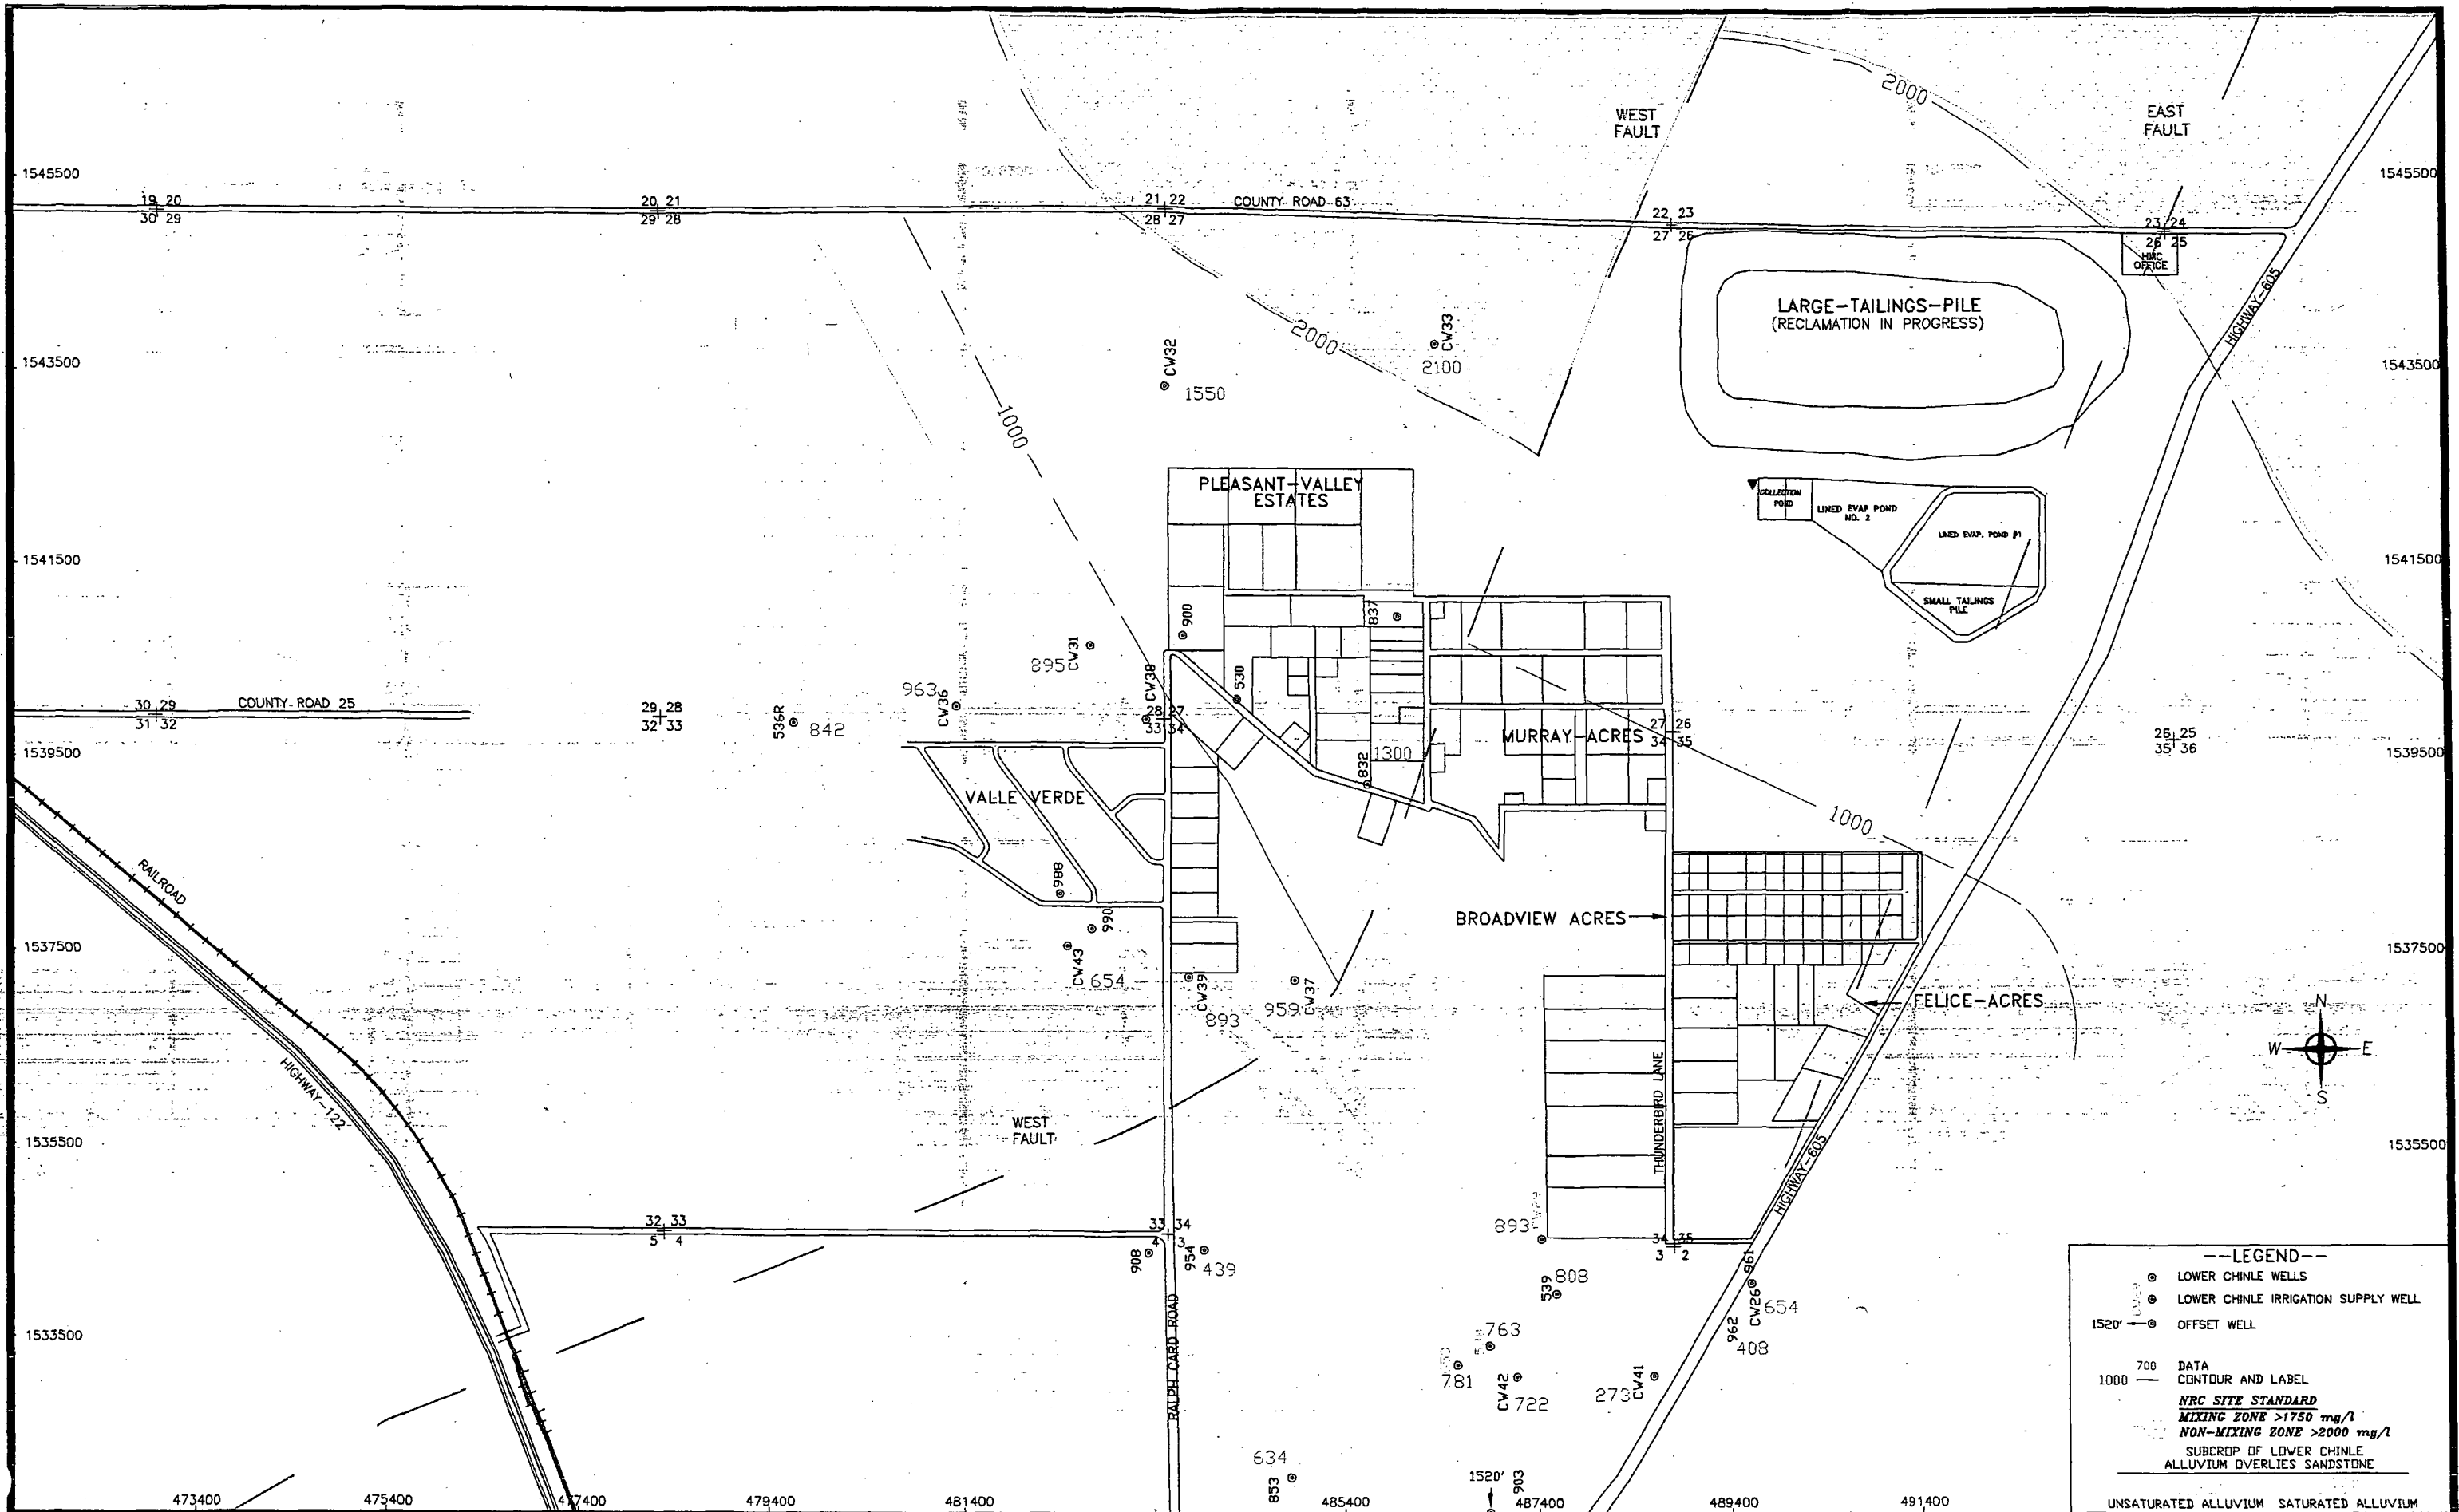 2000
WEST
FAULT
EAST
FAULT
1545500
1545500
19 20
30 29
20 21
29 28
21 22
28 27
COUNTY ROAD 63
22 23
27 26
23 24
26 25
HMC
OFFICE
LARGE-TAILINGS-PILE
(RECLAMATION IN PROGRESS)
HIGHWAY-605
2000
CW33
2100
CW32
1550
1543500
1543500
1000
PLEASANT-VALLEY
ESTATES
COLLECTION
POND
LINED EVAP POND
NO. 2
LINED EVAP. POND #1
SMALL TAILINGS
PILE
1541500
1541500
900
837
895
CW31
CW38
530
963
CW36
30 29
31 32
COUNTY ROAD 25
29 28
32 33
536R
842
28 27
33 34
27 26
34 35
26 25
35 36
MURRAY-ACRES
1300
832
1539500
1539500
VALLE VERDE
1000
RAILROAD
988
990
BROADVIEW ACRES
1537500
1537500
CW43
654
CW39
893
959
CW37
FELICE-ACRES
N
W
E
S
HIGHWAY-122
THUNDERBIRD LANE
WEST
FAULT
1535500
1535500
HIGHWAY-605
893
32 33
5 4
33 34
4 3
34 35
3 2
908
954
439
539
808
961
CW26
654
962
408
763
781
CW42
722
273
CW41
1533500
RALPH CARD ROAD
634
853
1520'
903
473400
475400
477400
479400
481400
485400
487400
489400
491400
--LEGEND--
LOWER CHINLE WELLS
LOWER CHINLE IRRIGATION SUPPLY WELL
1520' OFFSET WELL
700 DATA
1000 CONTOUR AND LABEL
NRC SITE STANDARD
MIXING ZONE >1750 mg/l
NON-MIXING ZONE >2000 mg/l
SUBCROP OF LOWER CHINLE
ALLUVIUM OVERLIES SANDSTONE
UNSATURATED ALLUVIUM SATURATED ALLUVIUM